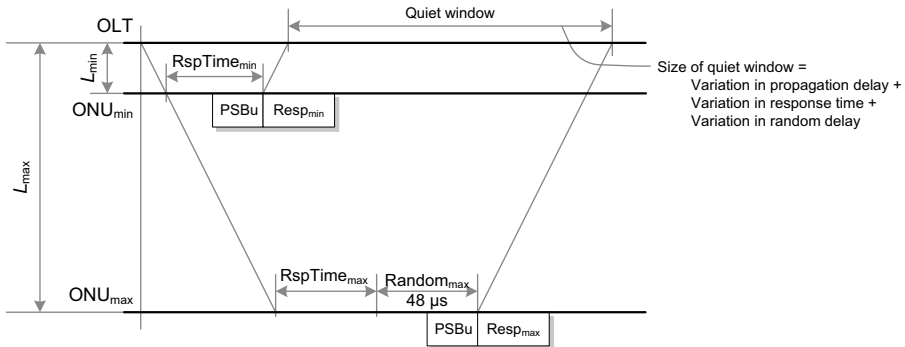 Quiet window
OLT
Lmin
RspTimemin
Size of quiet window =
Variation in propagation delay +
Variation in response time +
Variation in random delay
ONUmin
PSBu
Respmin
Lmax
RspTimemax
Randommax
48 µs
ONUmax
PSBu
Respmax